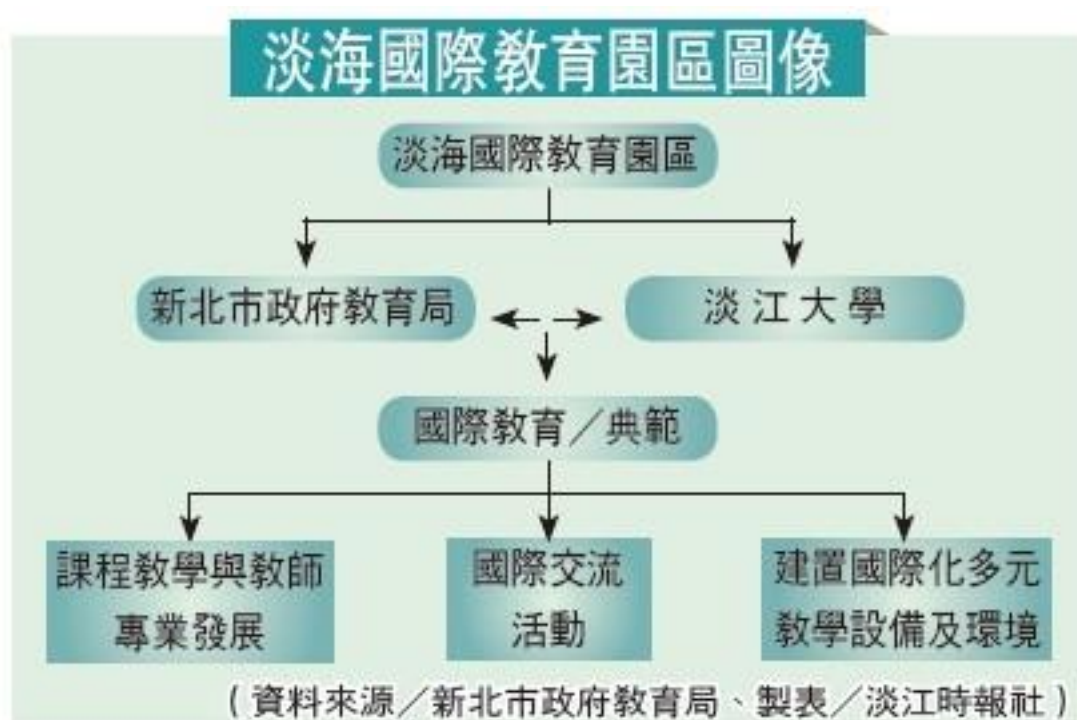 淡海國際教育園區圖像
淡海國際教育園區
新北市政府教育局
淡江大學
國際教育／典範
課程教學與教師
專業發展
國際交流
活動
建置國際化多元
教學設備及環境
（資料來源／新北市政府教育局、製表／淡江時報社）